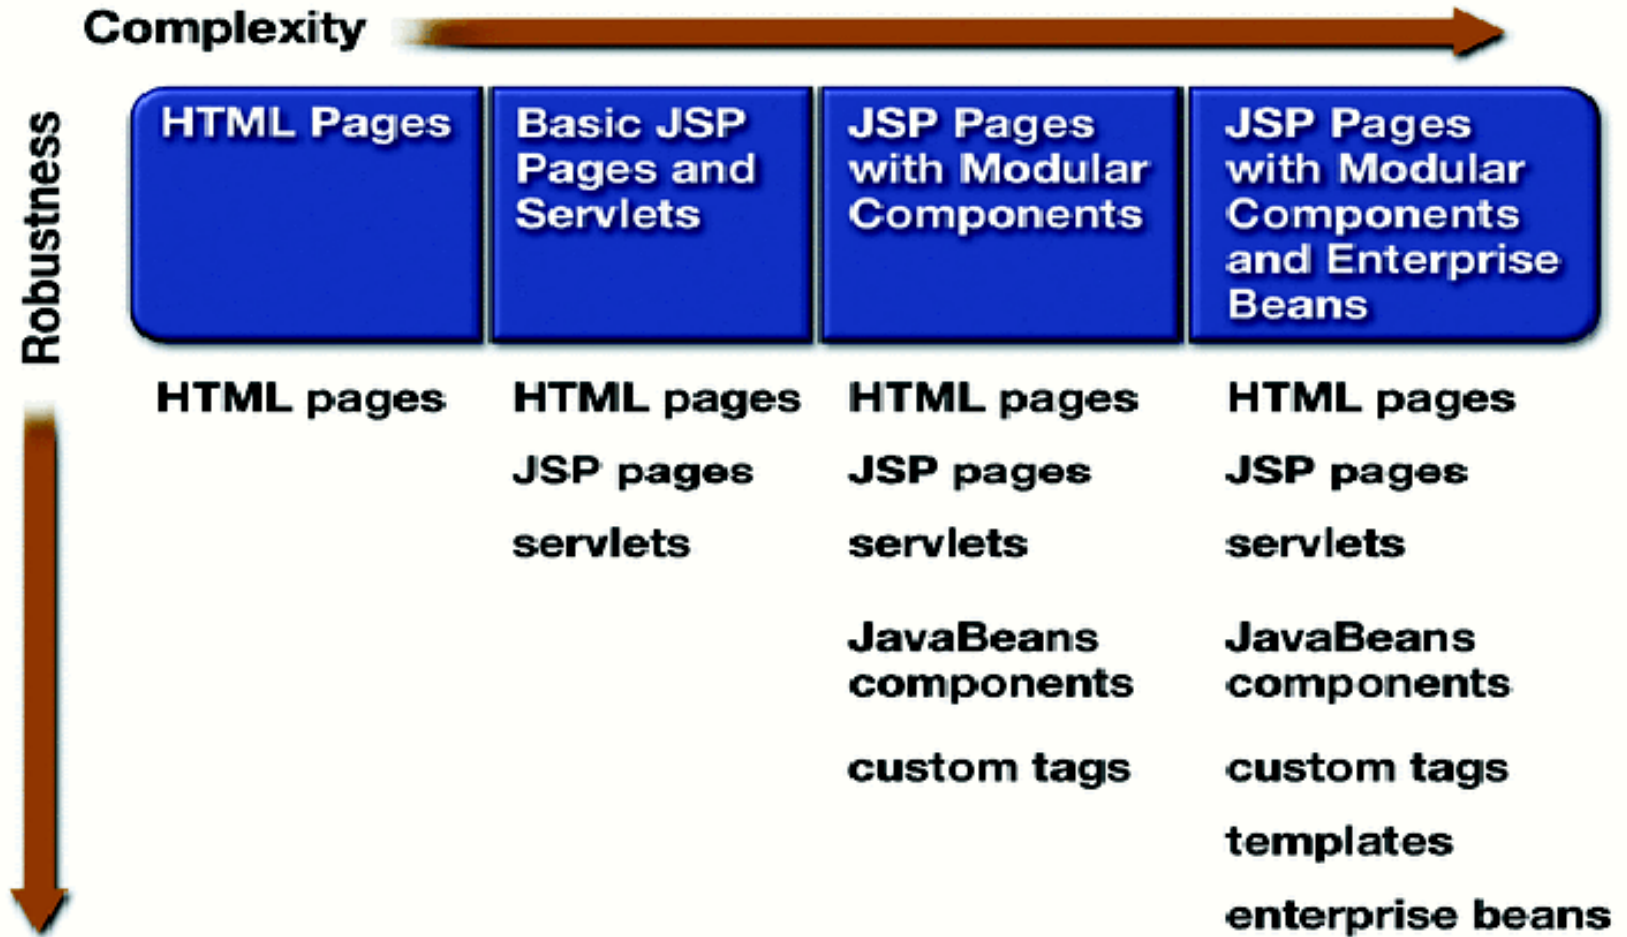 Complexity
Robustness
HTML Pages
Basic JSP
Pages and
Servlets
JSP Pages
with Modular
Components
JSP Pages
with Modular
Components
and Enterprise
Beans
HTML pages
HTML pages
JSP pages
servlets
HTML pages
JSP pages
servlets
JavaBeans
components
custom tags
HTML pages
JSP pages
servlets
JavaBeans
components
custom tags
templates
enterprise beans